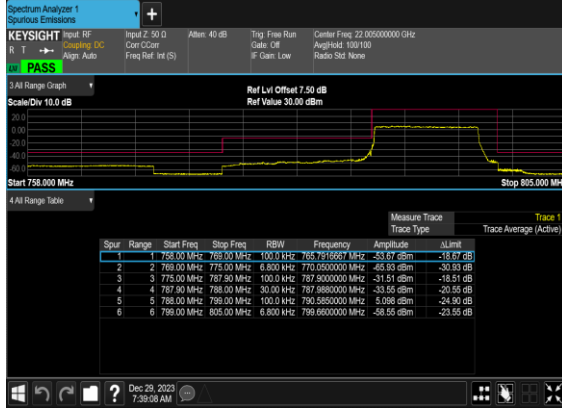 Spectrum Analyzer 1
Spurious Emissions
+
KEYSIGHT Input: RF Input Z: 50 Ω Atten: 40 dB Trig: Free Run Center Freq: 22.005000000 GHz
R T Coupling: DC Corr CCorr Gate: Off Avg|Hold: 100/100
Align: Auto Freq Ref: Int (S) IF Gain: Low Radio Std: None
PASS
3 All Range Graph
Ref Lvl Offset 7.50 dB
Scale/Div 10.0 dB Ref Value 30.00 dBm
20.0
0.00
-20.0
-40.0
-60.0
Start 758.000 MHz Stop 805.000 MH
4 All Range Table
Measure Trace Trace 1
Trace Type Trace Average (Active)
Spur Range Start Freq Stop Freq RBW Frequency Amplitude ΔLimit
1 1 758.00 MHz 769.00 MHz 100.0 kHz 765.7916667 MHz -53.67 dBm -18.67 dB
2 2 769.00 MHz 775.00 MHz 6.800 kHz 770.0500000 MHz -65.93 dBm -30.93 dB
3 3 775.00 MHz 787.90 MHz 100.0 kHz 787.9000000 MHz -31.51 dBm -18.51 dB
4 4 787.90 MHz 788.00 MHz 30.00 kHz 787.9880000 MHz -33.55 dBm -20.55 dB
5 5 788.00 MHz 799.00 MHz 100.0 kHz 790.5850000 MHz 5.098 dBm -24.90 dB
6 6 799.00 MHz 805.00 MHz 6.800 kHz 799.6600000 MHz -58.55 dBm -23.55 dB
? Dec 29, 2023
7:39:08 AM